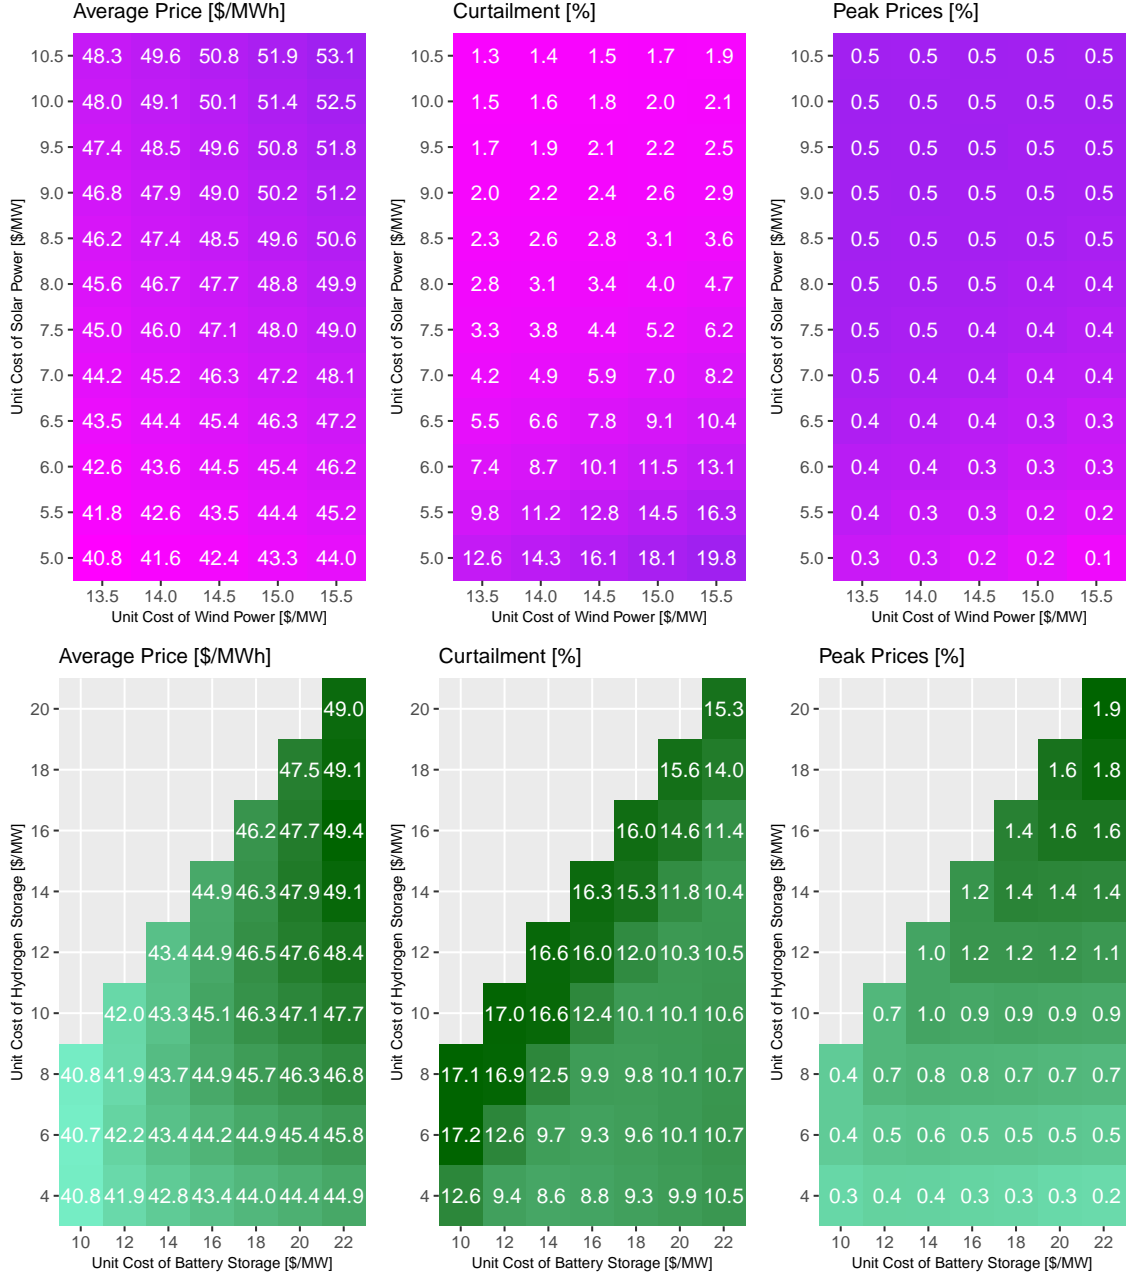 Average Price [$/MWh] Curtailment [%] Peak Prices [%]
Unit Cost of Solar Power [$/MW] Unit Cost of Solar Power [$/MW] Unit Cost of Solar Power [$/MW]
10.5 48.3 49.6 50.8 51.9 53.1 10.5 1.3 1.4 1.5 1.7 1.9 10.5 0.5 0.5 0.5 0.5 0.5
10.0 48.0 49.1 50.1 51.4 52.5 10.0 1.5 1.6 1.8 2.0 2.1 10.0 0.5 0.5 0.5 0.5 0.5
9.5 47.4 48.5 49.6 50.8 51.8 9.5 1.7 1.9 2.1 2.2 2.5 9.5 0.5 0.5 0.5 0.5 0.5
9.0 46.8 47.9 49.0 50.2 51.2 9.0 2.0 2.2 2.4 2.6 2.9 9.0 0.5 0.5 0.5 0.5 0.5
8.5 46.2 47.4 48.5 49.6 50.6 8.5 2.3 2.6 2.8 3.1 3.6 8.5 0.5 0.5 0.5 0.5 0.5
8.0 45.6 46.7 47.7 48.8 49.9 8.0 2.8 3.1 3.4 4.0 4.7 8.0 0.5 0.5 0.5 0.4 0.4
7.5 45.0 46.0 47.1 48.0 49.0 7.5 3.3 3.8 4.4 5.2 6.2 7.5 0.5 0.5 0.4 0.4 0.4
7.0 44.2 45.2 46.3 47.2 48.1 7.0 4.2 4.9 5.9 7.0 8.2 7.0 0.5 0.4 0.4 0.4 0.4
6.5 43.5 44.4 45.4 46.3 47.2 6.5 5.5 6.6 7.8 9.1 10.4 6.5 0.4 0.4 0.4 0.3 0.3
6.0 42.6 43.6 44.5 45.4 46.2 6.0 7.4 8.7 10.1 11.5 13.1 6.0 0.4 0.4 0.3 0.3 0.3
5.5 41.8 42.6 43.5 44.4 45.2 5.5 9.8 11.2 12.8 14.5 16.3 5.5 0.4 0.3 0.3 0.2 0.2
5.0 40.8 41.6 42.4 43.3 44.0 5.0 12.6 14.3 16.1 18.1 19.8 5.0 0.3 0.3 0.2 0.2 0.1
13.5 14.0 14.5 15.0 15.5 13.5 14.0 14.5 15.0 15.5 13.5 14.0 14.5 15.0 15.5
Unit Cost of Wind Power [$/MW] Unit Cost of Wind Power [$/MW] Unit Cost of Wind Power [$/MW]
Average Price [$/MWh] Curtailment [%] Peak Prices [%]
Unit Cost of Hydrogen Storage [$/MW] Unit Cost of Hydrogen Storage [$/MW] Unit Cost of Hydrogen Storage [$/MW]
20 49.0 20 15.3 20 1.9
18 47.5 49.1 18 15.6 14.0 18 1.6 1.8
16 46.2 47.7 49.4 16 16.0 14.6 11.4 16 1.4 1.6 1.6
14 44.9 46.3 47.9 49.1 14 16.3 15.3 11.8 10.4 14 1.2 1.4 1.4 1.4
12 43.4 44.9 46.5 47.6 48.4 12 16.6 16.0 12.0 10.3 10.5 12 1.0 1.2 1.2 1.2 1.1
10 42.0 43.3 45.1 46.3 47.1 47.7 10 17.0 16.6 12.4 10.1 10.1 10.6 10 0.7 1.0 0.9 0.9 0.9 0.9
8 40.8 41.9 43.7 44.9 45.7 46.3 46.8 8 17.1 16.9 12.5 9.9 9.8 10.1 10.7 8 0.4 0.7 0.8 0.8 0.7 0.7 0.7
6 40.7 42.2 43.4 44.2 44.9 45.4 45.8 6 17.2 12.6 9.7 9.3 9.6 10.1 10.7 6 0.4 0.5 0.6 0.5 0.5 0.5 0.5
4 40.8 41.9 42.8 43.4 44.0 44.4 44.9 4 12.6 9.4 8.6 8.8 9.3 9.9 10.5 4 0.3 0.4 0.4 0.3 0.3 0.3 0.2
10 12 14 16 18 20 22 10 12 14 16 18 20 22 10 12 14 16 18 20 22
Unit Cost of Battery Storage [$/MW] Unit Cost of Battery Storage [$/MW] Unit Cost of Battery Storage [$/MW]